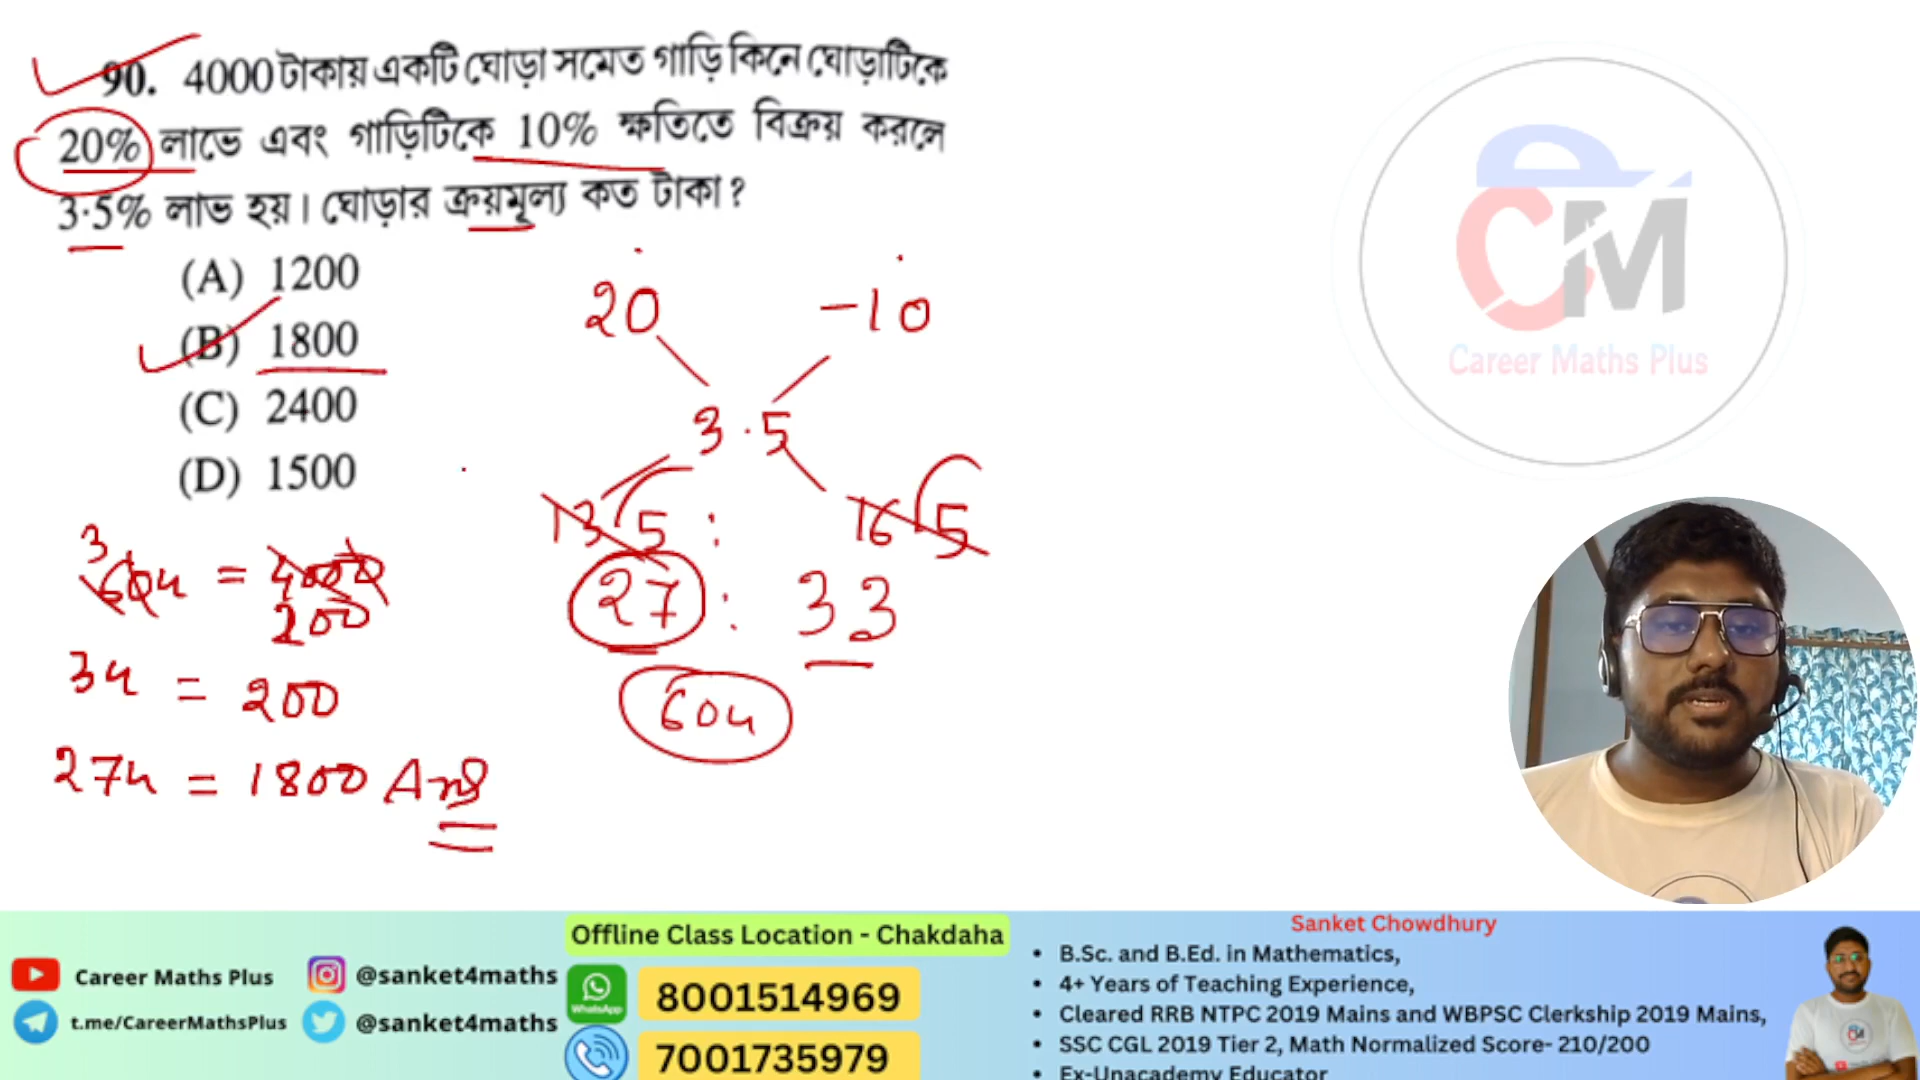 90. 4000 টাকায় একটি ঘোড়া সমেত গাড়ি কিনে ঘোড়াটিকে
20% লাভে এবং গাড়িটিকে 10% ক্ষতিতে বিক্রয় করলে
3·5% লাভ হয়। ঘোড়ার ক্রয়মূল্য কত টাকা?
(A) 1200
(B) 1800
(C) 2400
(D) 1500
20 -10
3.5
13 5 : 16 5
27 : 33
60u
3
60u = 4000
200
3u = 200
27u = 1800 Ans
CM
Career Maths Plus
Offline Class Location - Chakdaha
Career Maths Plus
@sanket4maths
t.me/CareerMathsPlus
@sanket4maths
WhatsApp
8001514969
7001735979
Sanket Chowdhury
• B.Sc. and B.Ed. in Mathematics,
• 4+ Years of Teaching Experience,
• Cleared RRB NTPC 2019 Mains and WBPSC Clerkship 2019 Mains,
• SSC CGL 2019 Tier 2, Math Normalized Score- 210/200
• Ex-Unacademy Educator